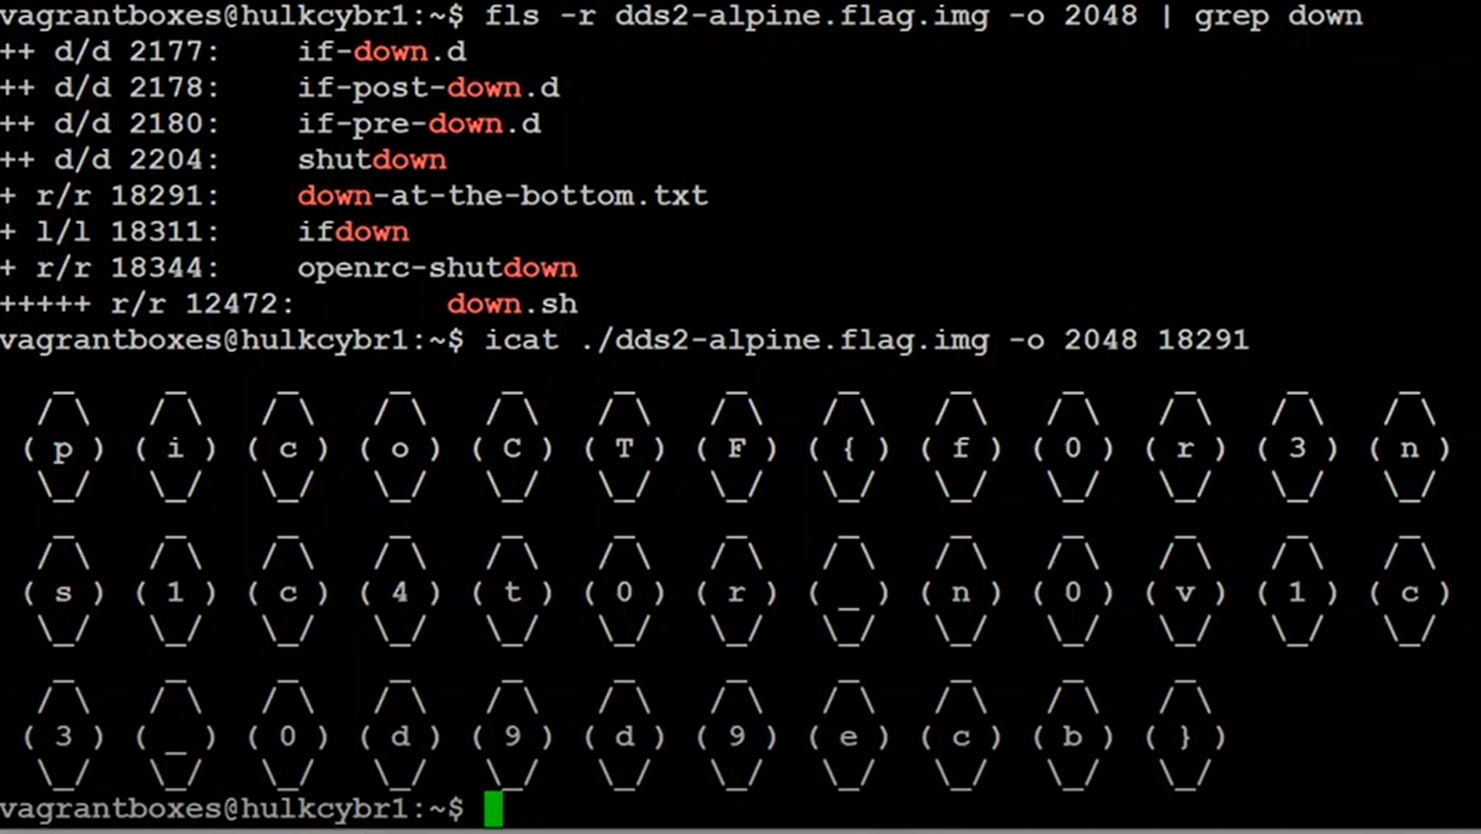 vagrantboxes@hulkcybr1:~$ fls -r dds2-alpine.flag.img -o 2048 | grep down
++ d/d 2177:    if-down.d
++ d/d 2178:    if-post-down.d
++ d/d 2180:    if-pre-down.d
++ d/d 2204:    shutdown
+ r/r 18291:    down-at-the-bottom.txt
+ l/l 18311:    ifdown
+ r/r 18344:    openrc-shutdown
+++++ r/r 12472:        down.sh
vagrantboxes@hulkcybr1:~$ icat ./dds2-alpine.flag.img -o 2048 18291
( p ) ( i ) ( c ) ( o ) ( C ) ( T ) ( F ) ( { ) ( f ) ( 0 ) ( r ) ( 3 ) ( n )
( s ) ( 1 ) ( c ) ( 4 ) ( t ) ( 0 ) ( r ) ( _ ) ( n ) ( 0 ) ( v ) ( 1 ) ( c )
( 3 ) ( _ ) ( 0 ) ( d ) ( 9 ) ( d ) ( 9 ) ( e ) ( c ) ( b ) ( } )
vagrantboxes@hulkcybr1:~$